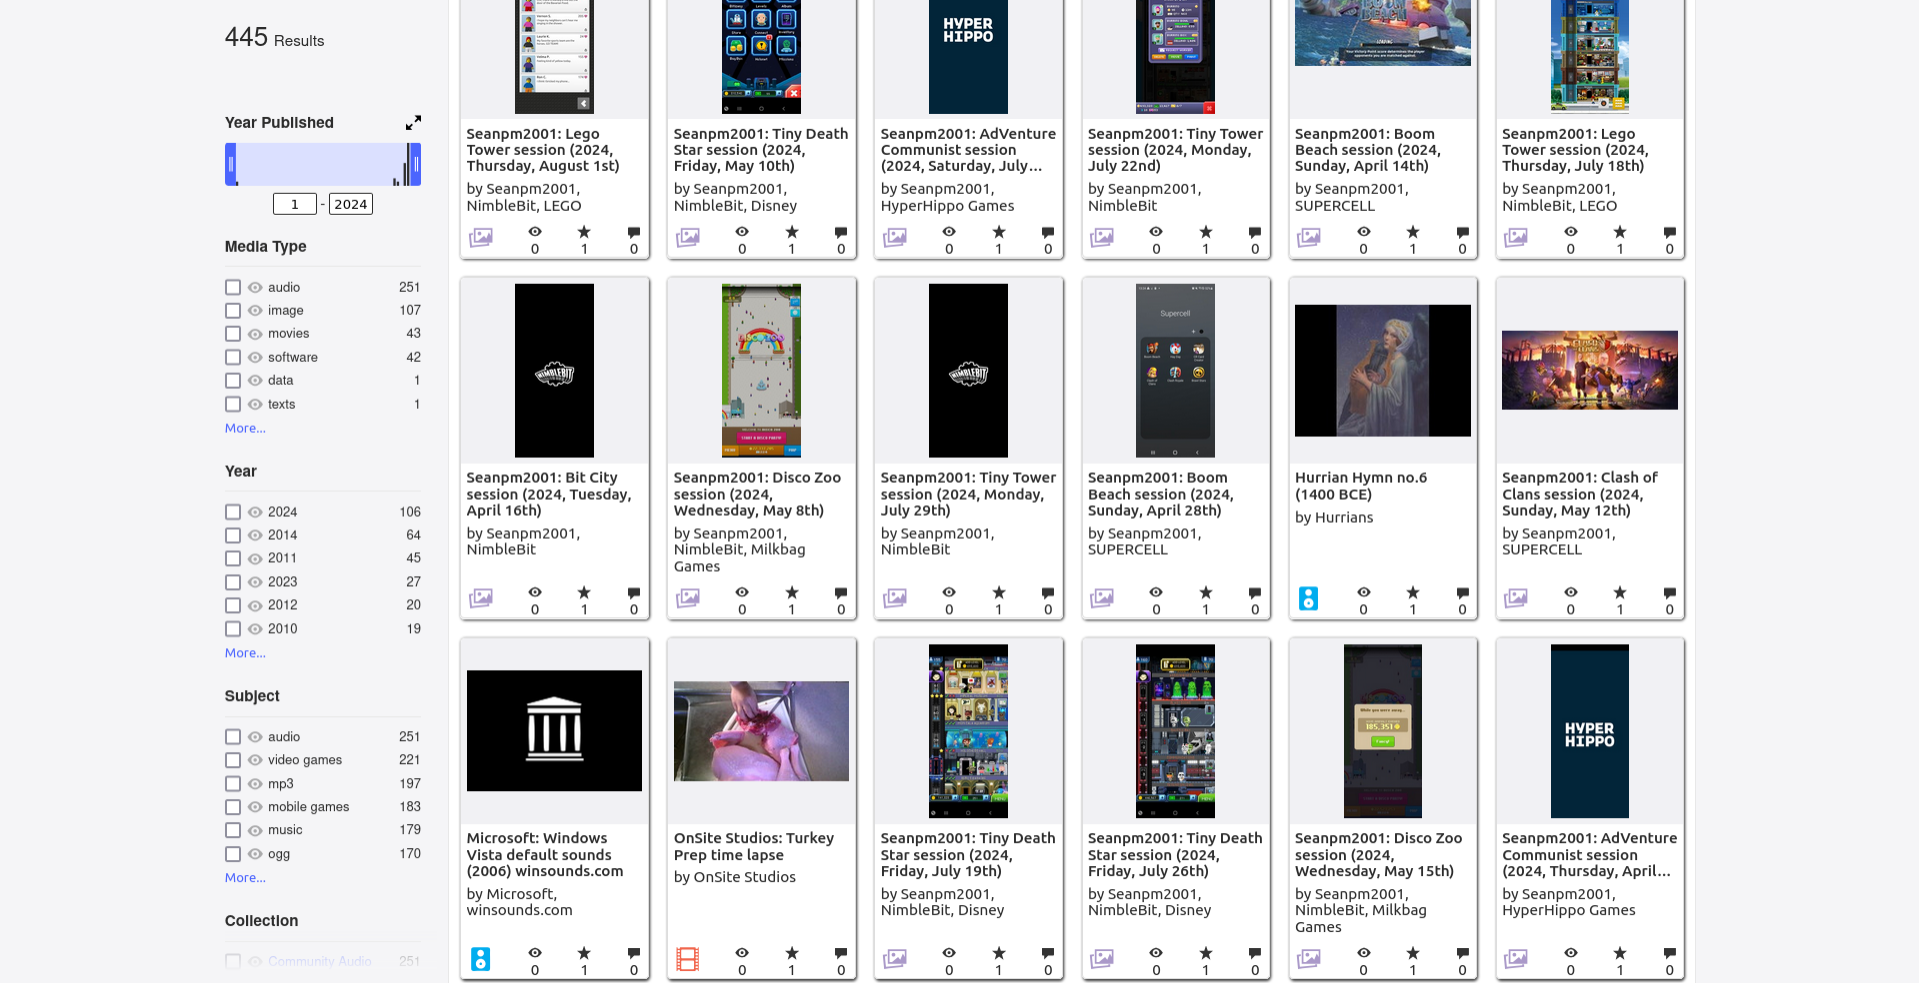 445 Results
Year Published
1 - 2024
Media Type
audio 251
image 107
movies 43
software 42
data 1
texts 1
More...
Year
2024 106
2014 64
2011 45
2023 27
2012 20
2010 19
More...
Subject
audio 251
video games 221
mp3 197
mobile games 183
music 179
ogg 170
More...
Collection
Community Audio 251
Seanpm2001: Lego
Tower session (2024,
Thursday, August 1st)
by Seanpm2001,
NimbleBit, LEGO
0 1 0
Seanpm2001: Tiny Death
Star session (2024,
Friday, May 10th)
by Seanpm2001,
NimbleBit, Disney
0 1 0
HYPER
HIPPO
Seanpm2001: AdVenture
Communist session
(2024, Saturday, July...
by Seanpm2001,
HyperHippo Games
0 1 0
Seanpm2001: Tiny Tower
session (2024, Monday,
July 22nd)
by Seanpm2001,
NimbleBit
0 1 0
BOOM
BEACH
Seanpm2001: Boom
Beach session (2024,
Sunday, April 14th)
by Seanpm2001,
SUPERCELL
0 1 0
Seanpm2001: Lego
Tower session (2024,
Thursday, July 18th)
by Seanpm2001,
NimbleBit, LEGO
0 1 0
NIMBLEBIT
Seanpm2001: Bit City
session (2024, Tuesday,
April 16th)
by Seanpm2001,
NimbleBit
0 1 0
Seanpm2001: Disco Zoo
session (2024,
Wednesday, May 8th)
by Seanpm2001,
NimbleBit, Milkbag
Games
0 1 0
NIMBLEBIT
Seanpm2001: Tiny Tower
session (2024, Monday,
July 29th)
by Seanpm2001,
NimbleBit
0 1 0
Supercell
Seanpm2001: Boom
Beach session (2024,
Sunday, April 28th)
by Seanpm2001,
SUPERCELL
0 1 0
Hurrian Hymn no.6
(1400 BCE)
by Hurrians
0 1 0
Seanpm2001: Clash of
Clans session (2024,
Sunday, May 12th)
by Seanpm2001,
SUPERCELL
0 1 0
Microsoft: Windows
Vista default sounds
(2006) winsounds.com
by Microsoft,
winsounds.com
0 1 0
OnSite Studios: Turkey
Prep time lapse
by OnSite Studios
0 1 0
Seanpm2001: Tiny Death
Star session (2024,
Friday, July 19th)
by Seanpm2001,
NimbleBit, Disney
0 1 0
Seanpm2001: Tiny Death
Star session (2024,
Friday, July 26th)
by Seanpm2001,
NimbleBit, Disney
0 1 0
While you were away...
185,351
Seanpm2001: Disco Zoo
session (2024,
Wednesday, May 15th)
by Seanpm2001,
NimbleBit, Milkbag
Games
0 1 0
HYPER
HIPPO
Seanpm2001: AdVenture
Communist session
(2024, Thursday, April...
by Seanpm2001,
HyperHippo Games
0 1 0